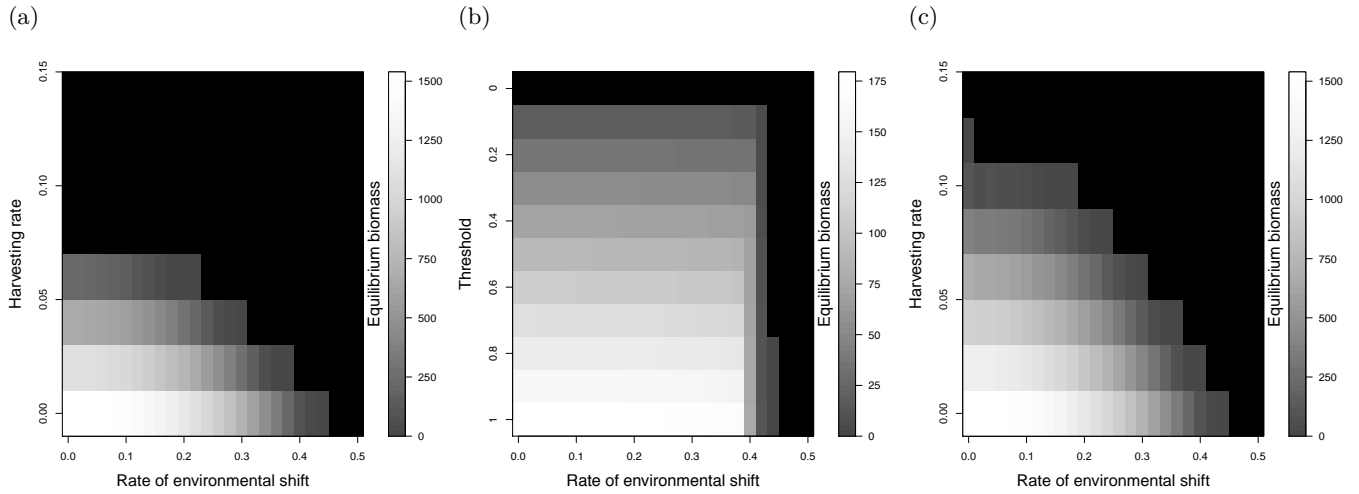 (a)
(b)
(c)
Harvesting rate
0.15
0.10
0.05
0.00
0.0 0.1 0.2 0.3 0.4 0.5
Rate of environmental shift
Equilibrium biomass
1500
1250
1000
750
500
250
0
Threshold
0
0.2
0.4
0.6
0.8
1
0.0 0.1 0.2 0.3 0.4 0.5
Rate of environmental shift
Equilibrium biomass
175
150
125
100
75
50
25
0
Harvesting rate
0.15
0.10
0.05
0.00
0.0 0.1 0.2 0.3 0.4 0.5
Rate of environmental shift
Equilibrium biomass
1500
1250
1000
750
500
250
0